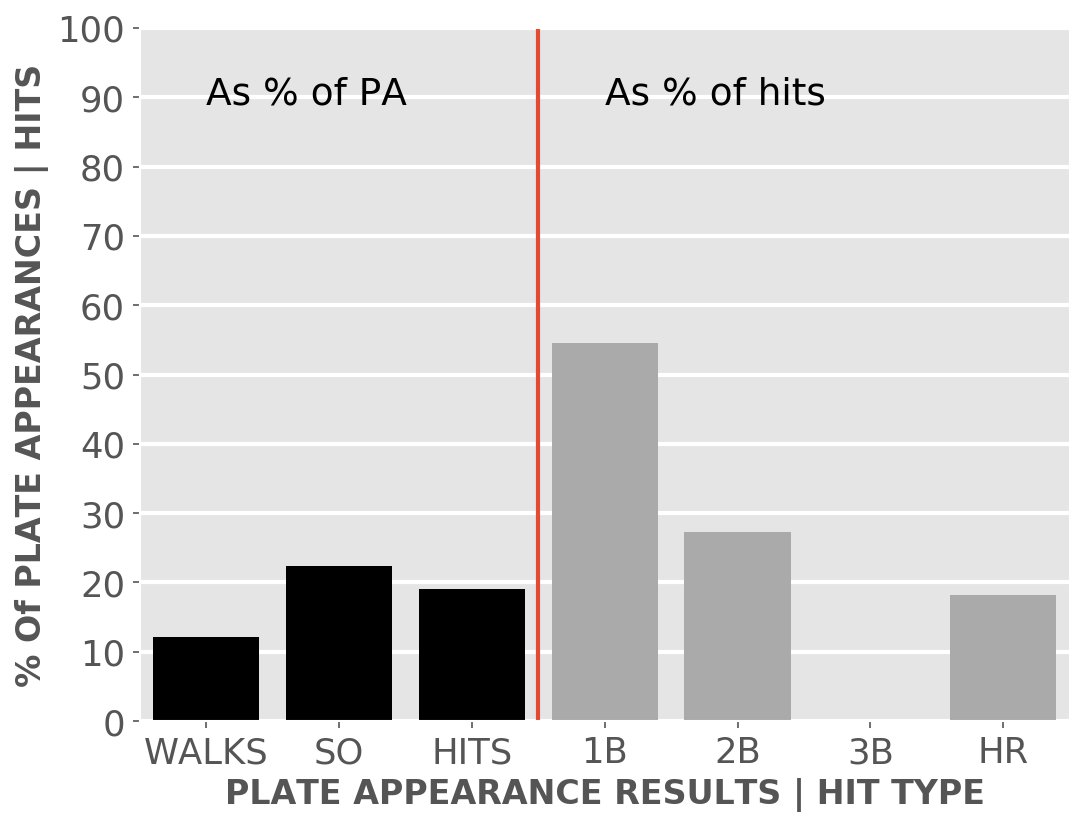 % Of PLATE APPEARANCES | HITS
100
90
80
70
60
50
40
30
20
10
0
As % of PA
As % of hits
WALKS SO HITS 1B 2B 3B HR
PLATE APPEARANCE RESULTS | HIT TYPE